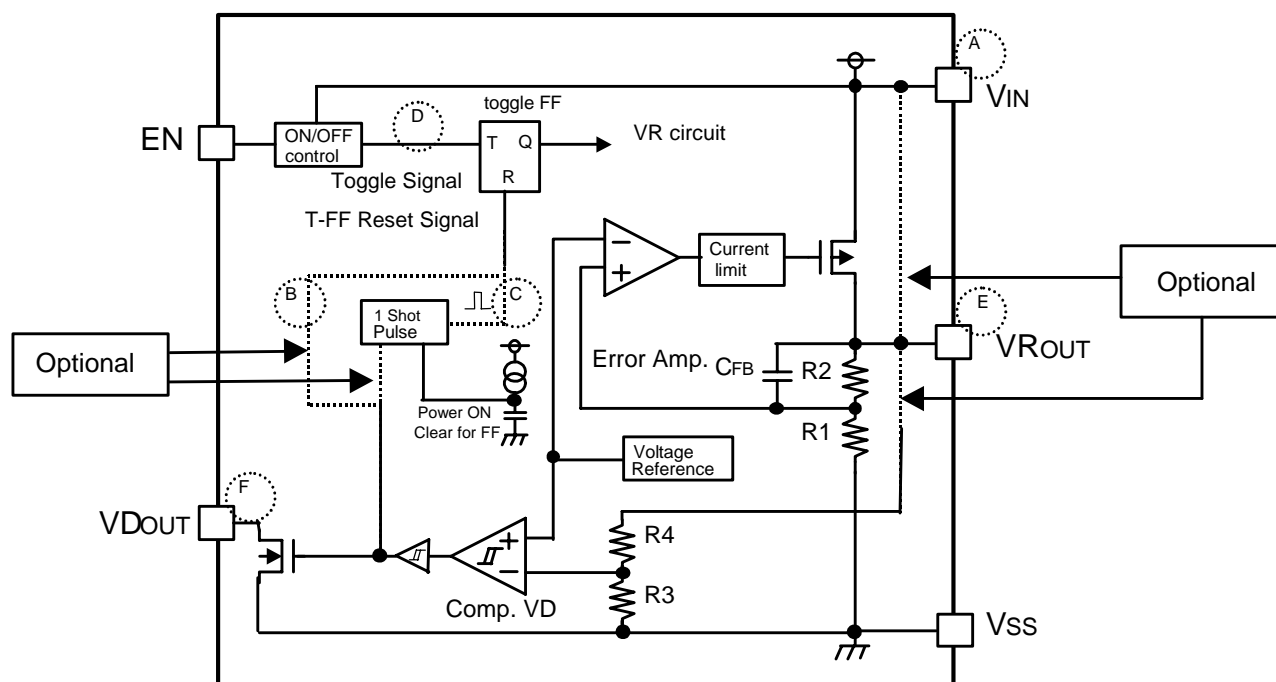 A
VIN
toggle FF
D
EN
ON/OFF
control
T
Q
R
VR circuit
Toggle Signal
T-FF Reset Signal
Current
limit
B
C
1 Shot
Pulse
Optional
Optional
E
VROUT
Error Amp.
CFB
R2
R1
Power ON
Clear for FF
Voltage
Reference
F
VDOUT
R4
R3
Comp. VD
VSS